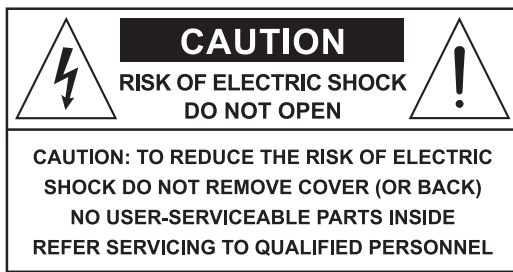 CAUTION
RISK OF ELECTRIC SHOCK
DO NOT OPEN
CAUTION: TO REDUCE THE RISK OF ELECTRIC
SHOCK DO NOT REMOVE COVER (OR BACK)
NO USER-SERVICEABLE PARTS INSIDE
REFER SERVICING TO QUALIFIED PERSONNEL